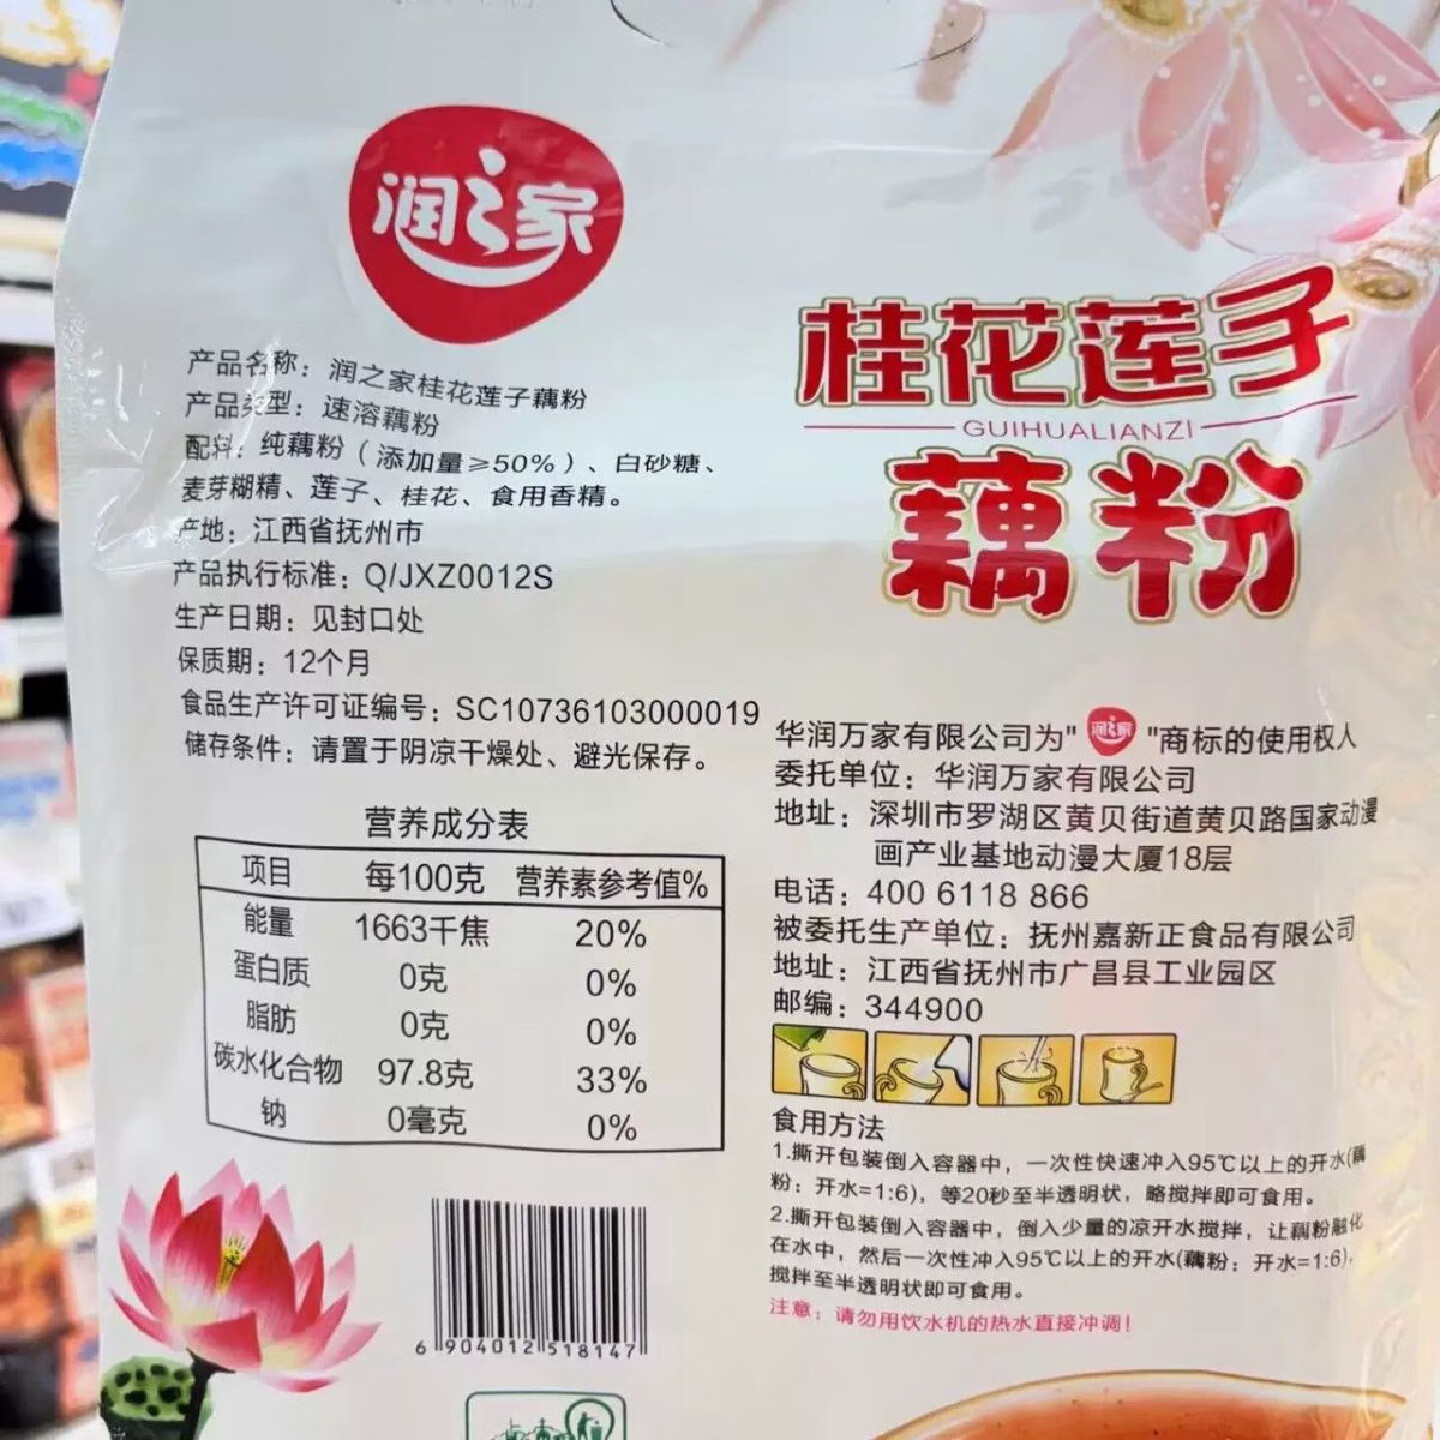 润之家
桂花莲子
GUIHUALIANZI
藕粉
产品名称：润之家桂花莲子藕粉
产品类型：速溶藕粉
配料：纯藕粉（添加量≥50%）、白砂糖、
麦芽糊精、莲子、桂花、食用香精。
产地：江西省抚州市
产品执行标准：Q/JXZ0012S
生产日期：见封口处
保质期：12个月
食品生产许可证编号：SC10736103000019
储存条件：请置于阴凉干燥处、避光保存。
营养成分表
项目 每100克 营养素参考值%
能量 1663千焦 20%
蛋白质 0克 0%
脂肪 0克 0%
碳水化合物 97.8克 33%
钠 0毫克 0%
6 904012 518147
华润万家有限公司为"润之家"商标的使用权人
委托单位：华润万家有限公司
地址：深圳市罗湖区黄贝街道黄贝路国家动漫
画产业基地动漫大厦18层
电话：400 6118 866
被委托生产单位：抚州嘉新正食品有限公司
地址：江西省抚州市广昌县工业园区
邮编：344900
食用方法
1.撕开包装倒入容器中，一次性快速冲入95℃以上的开水(藕
粉：开水=1:6)，等20秒至半透明状，略搅拌即可食用。
2.撕开包装倒入容器中，倒入少量的凉开水搅拌，让藕粉融化
在水中，然后一次性冲入95℃以上的开水(藕粉：开水=1:6)，
搅拌至半透明状即可食用。
注意：请勿用饮水机的热水直接冲调！